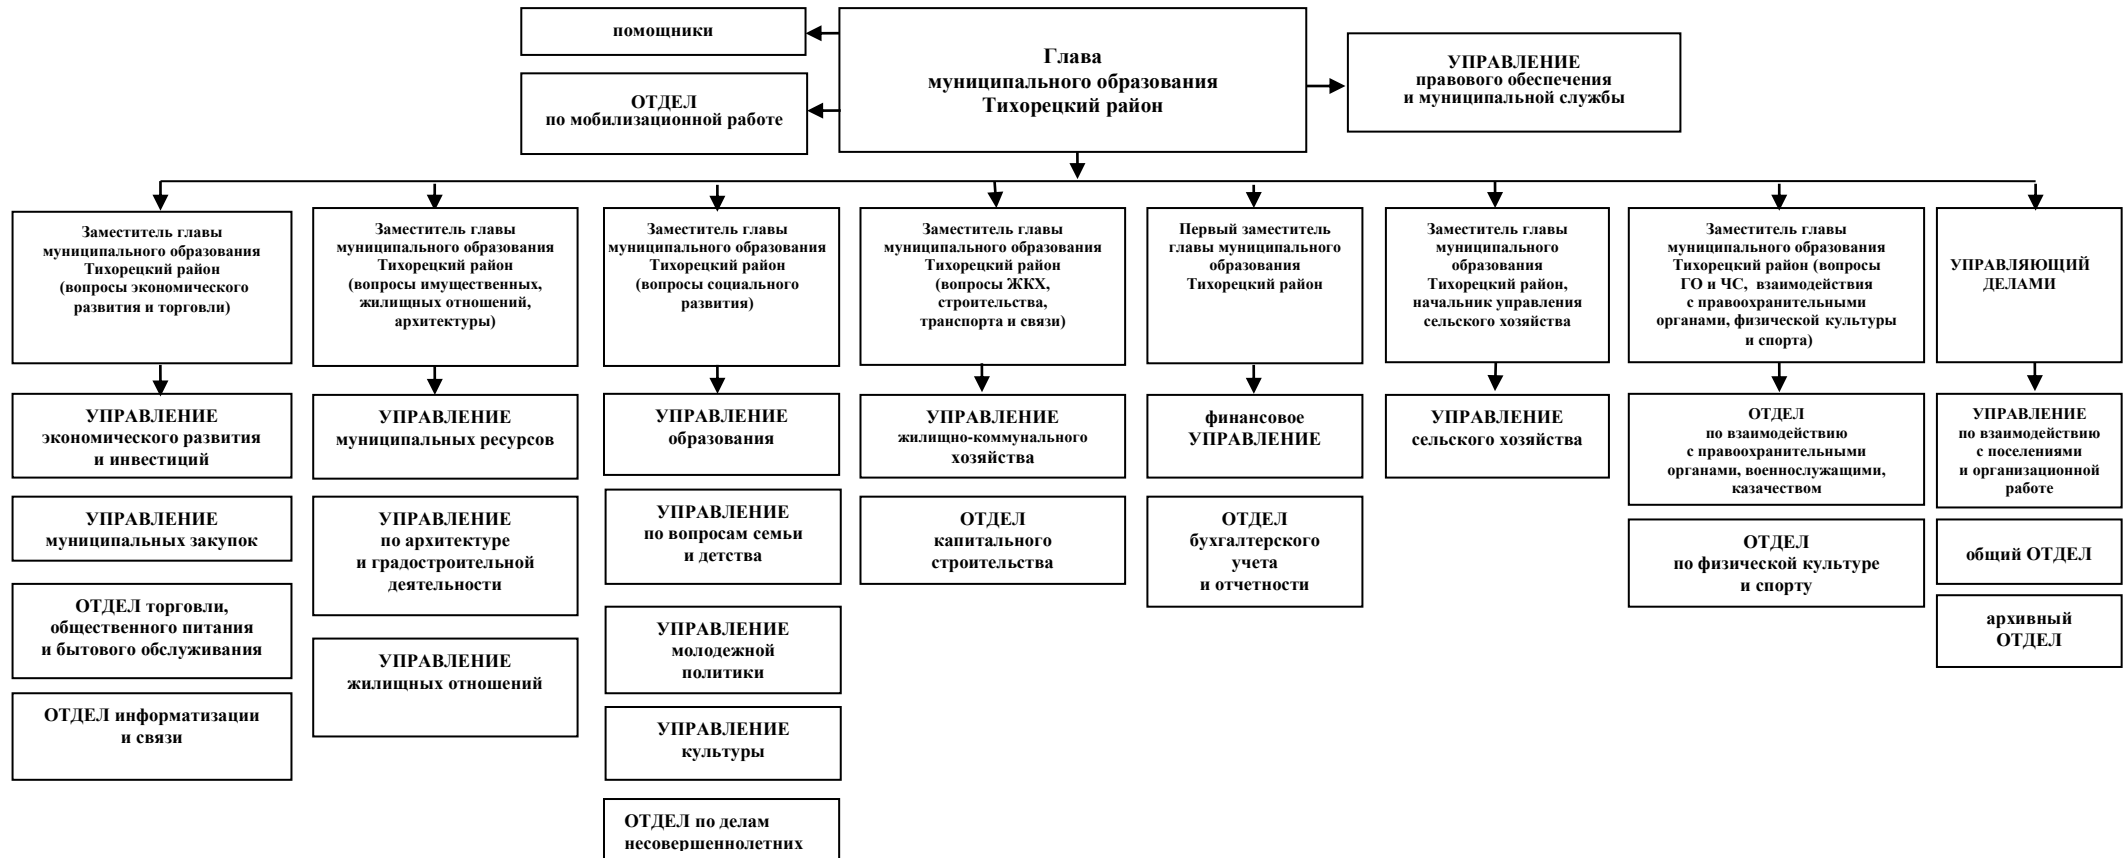 помощники
ОТДЕЛ
по мобилизационной работе
Глава
муниципального образования
Тихорецкий район
УПРАВЛЕНИЕ
правового обеспечения
и муниципальной службы
Заместитель главы
муниципального образования
Тихорецкий район
(вопросы экономического
развития и торговли)
Заместитель главы
муниципального образования
Тихорецкий район
(вопросы имущественных,
жилищных отношений,
архитектуры)
Заместитель главы
муниципального образования
Тихорецкий район
(вопросы социального
развития)
Заместитель главы
муниципального образования
Тихорецкий район
(вопросы ЖКХ,
строительства,
транспорта и связи)
Первый заместитель
главы муниципального
образования
Тихорецкий район
Заместитель главы
муниципального
образования
Тихорецкий район,
начальник управления
сельского хозяйства
Заместитель главы
муниципального образования
Тихорецкий район (вопросы
ГО и ЧС, взаимодействия
с правоохранительными
органами, физической культуры
и спорта)
УПРАВЛЯЮЩИЙ
ДЕЛАМИ
УПРАВЛЕНИЕ
экономического развития
и инвестиций
УПРАВЛЕНИЕ
муниципальных закупок
ОТДЕЛ торговли,
общественного питания
и бытового обслуживания
ОТДЕЛ информатизации
и связи
УПРАВЛЕНИЕ
муниципальных ресурсов
УПРАВЛЕНИЕ
по архитектуре
и градостроительной
деятельности
УПРАВЛЕНИЕ
жилищных отношений
УПРАВЛЕНИЕ
образования
УПРАВЛЕНИЕ
по вопросам семьи
и детства
УПРАВЛЕНИЕ
молодежной
политики
УПРАВЛЕНИЕ
культуры
ОТДЕЛ по делам
несовершеннолетних
УПРАВЛЕНИЕ
жилищно-коммунального
хозяйства
ОТДЕЛ
капитального
строительства
финансовое
УПРАВЛЕНИЕ
ОТДЕЛ
бухгалтерского
учета
и отчетности
УПРАВЛЕНИЕ
сельского хозяйства
ОТДЕЛ
по взаимодействию
с правоохранительными
органами, военнослужащими,
казачеством
ОТДЕЛ
по физической культуре
и спорту
УПРАВЛЕНИЕ
по взаимодействию
с поселениями
и организационной
работе
общий ОТДЕЛ
архивный
ОТДЕЛ